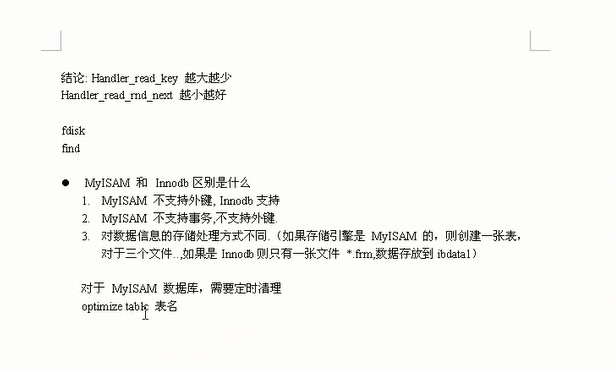 结论: Handler_read_key 越大越少
Handler_read_rnd_next 越小越好
fdisk
find
● MyISAM 和 Innodb 区别是什么
1. MyISAM 不支持外键, Innodb 支持
2. MyISAM 不支持事务,不支持外键.
3. 对数据信息的存储处理方式不同.（如果存储引擎是 MyISAM 的，则创建一张表，
对于三个文件..,如果是 Innodb 则只有一张文件 *.frm,数据存放到 ibdata1）
对于 MyISAM 数据库，需要定时清理
optimize table 表名